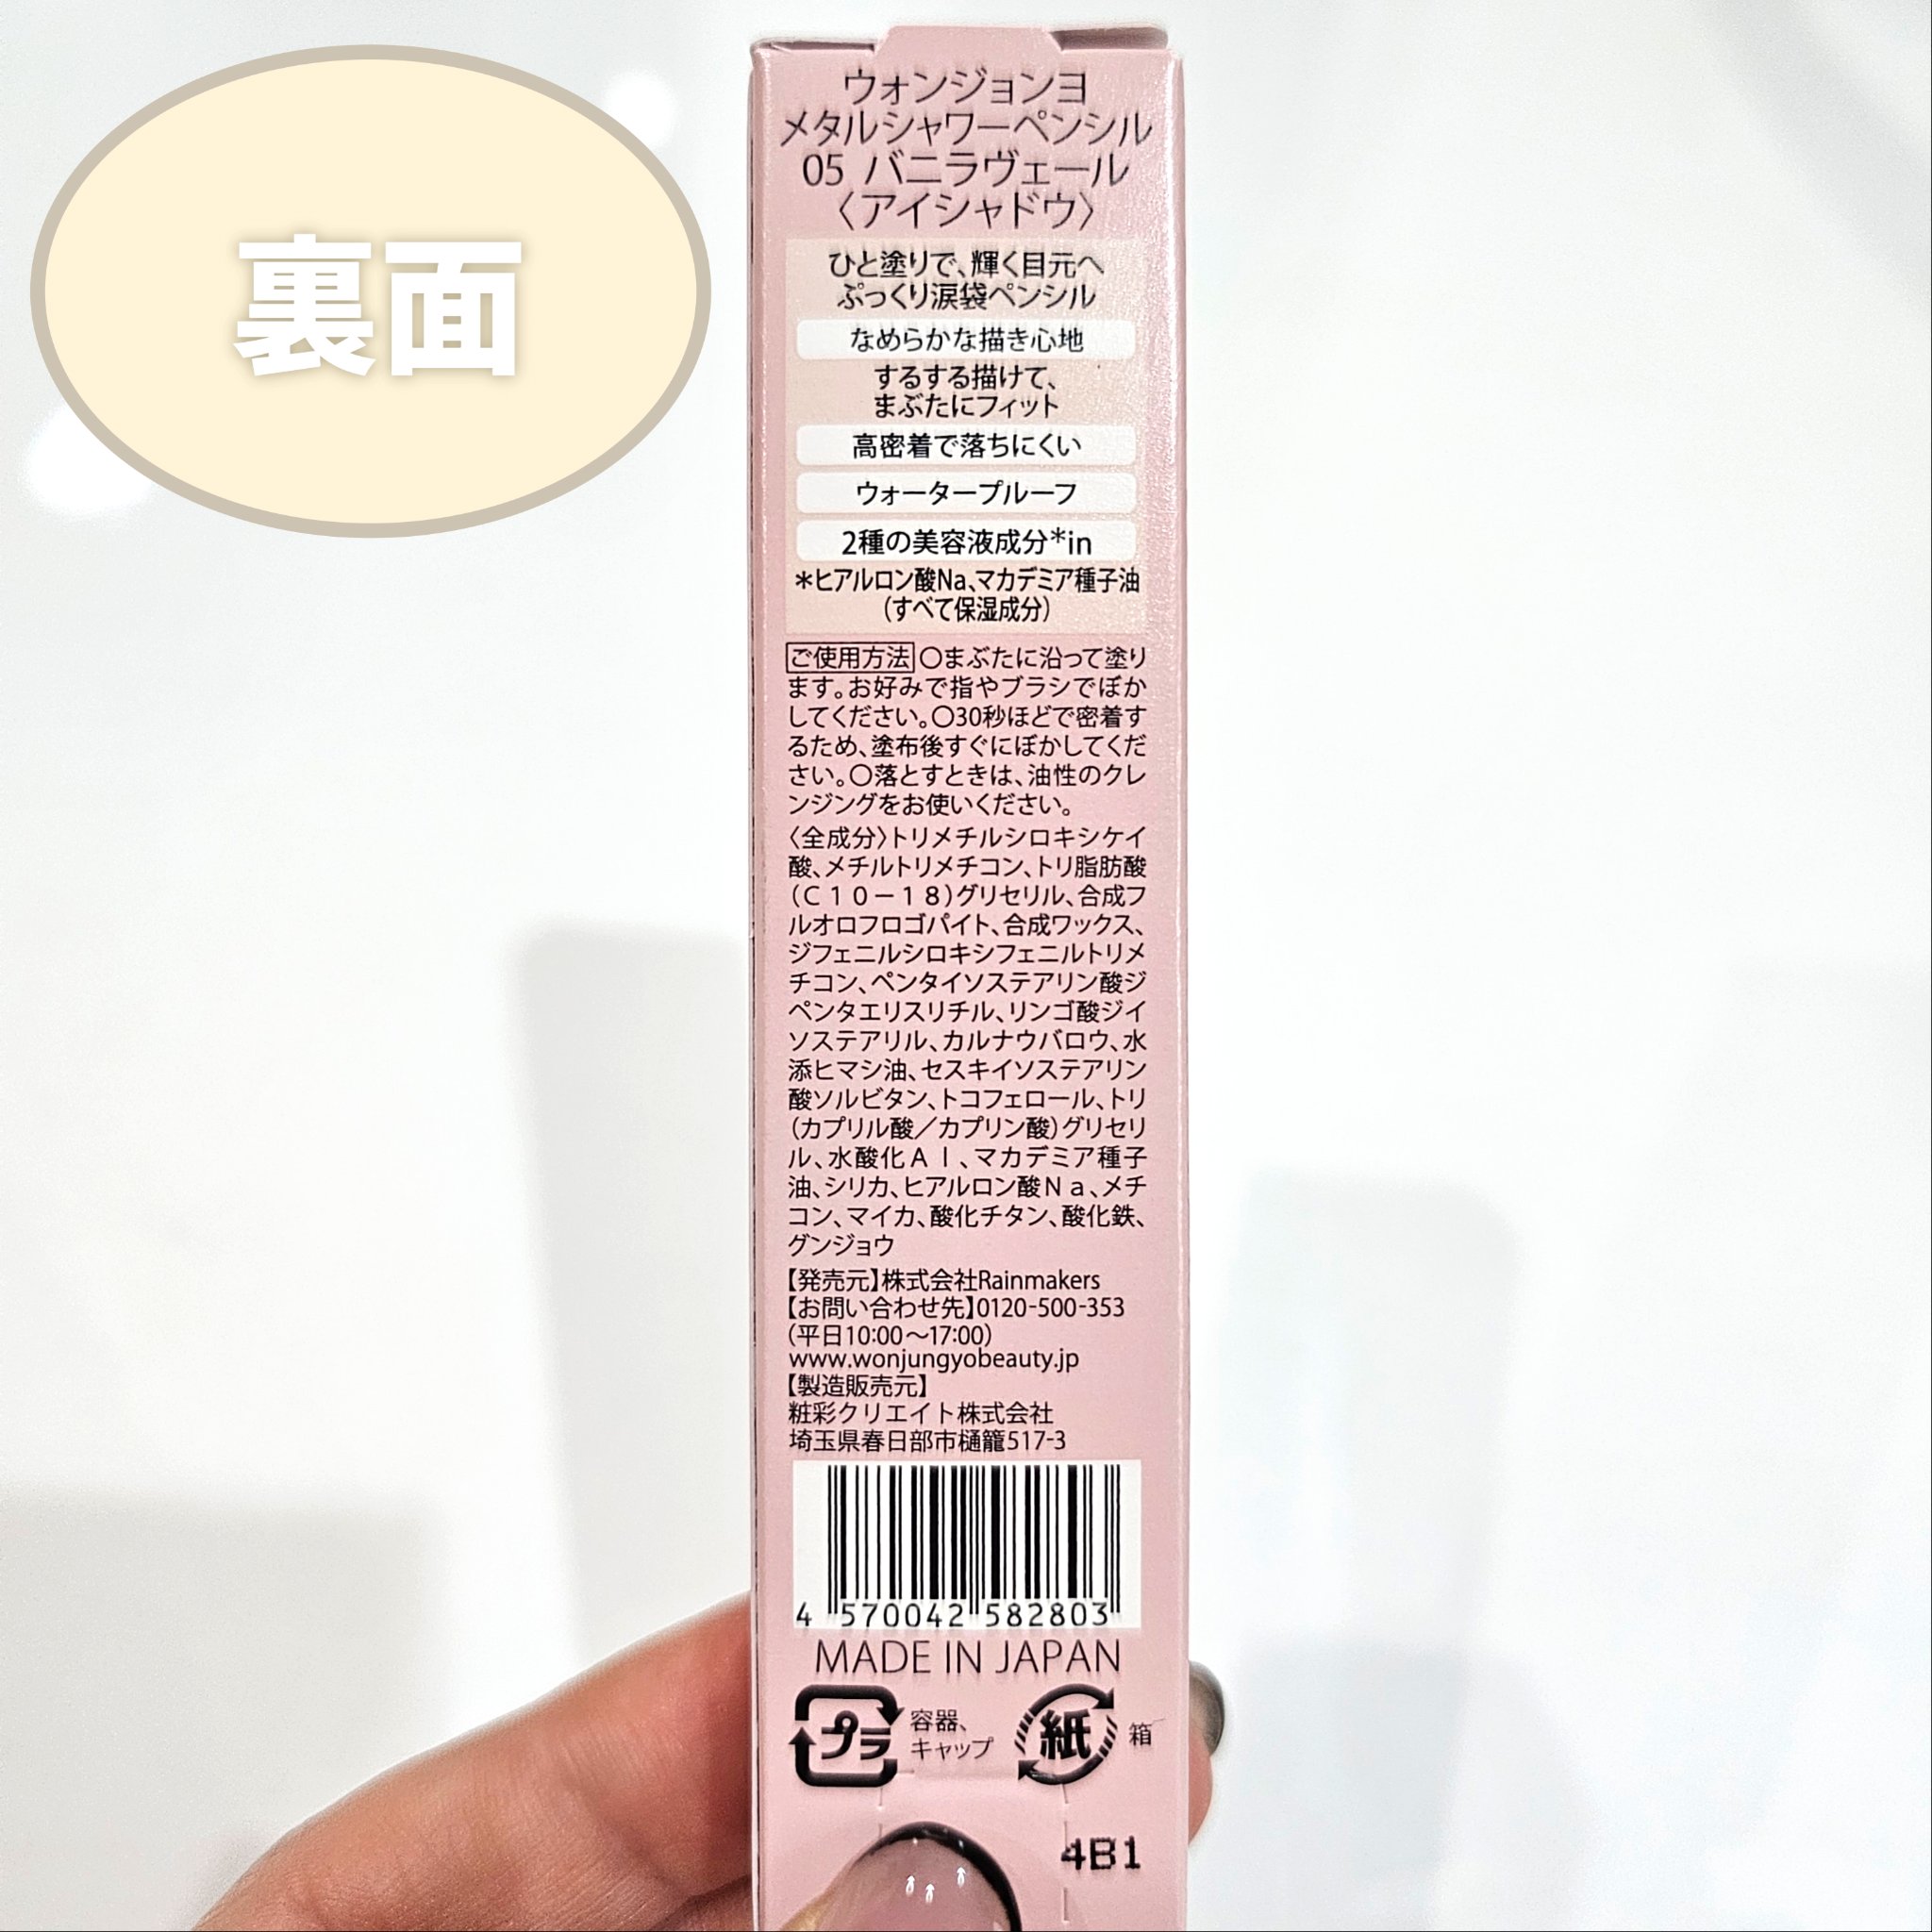 裏面
ウォンジョンヨ
メタルシャワーペンシル
05 バニラヴェール
〈アイシャドウ〉
ひと塗りで、輝く目元へ
ぷっくり涙袋ペンシル
なめらかな描き心地
するする描けて、
まぶたにフィット
高密着で落ちにくい
ウォータープルーフ
2種の美容液成分*in
*ヒアルロン酸Na、マカデミア種子油
(すべて保湿成分)
ご使用方法 ○まぶたに沿って塗り
ます。お好みで指やブラシでぼか
してください。○30秒ほどで密着す
るため、塗布後すぐにぼかしてくだ
さい。○落とすときは、油性のクレ
ンジングをお使いください。
〈全成分〉トリメチルシロキシケイ
酸、メチルトリメチコン、トリ脂肪酸
(C10-18)グリセリル、合成フ
ルオロフロゴパイト、合成ワックス、
ジフェニルシロキシフェニルトリメ
チコン、ペンタイソステアリン酸ジ
ペンタエリスリチル、リンゴ酸ジイ
ソステアリル、カルナウバロウ、水
添ヒマシ油、セスキイソステアリン
酸ソルビタン、トコフェロール、トリ
(カプリル酸/カプリン酸)グリセリ
ル、水酸化Al、マカデミア種子
油、シリカ、ヒアルロン酸Na、メチ
コン、マイカ、酸化チタン、酸化鉄、
グンジョウ
【発売元】株式会社Rainmakers
【お問い合わせ先】0120-500-353
(平日10:00〜17:00)
www.wonjungyobeauty.jp
【製造販売元】
粧彩クリエイト株式会社
埼玉県春日部市樋籠517-3
4 570042 582803
MADE IN JAPAN
プラ 容器、キャップ 紙 箱
4B1